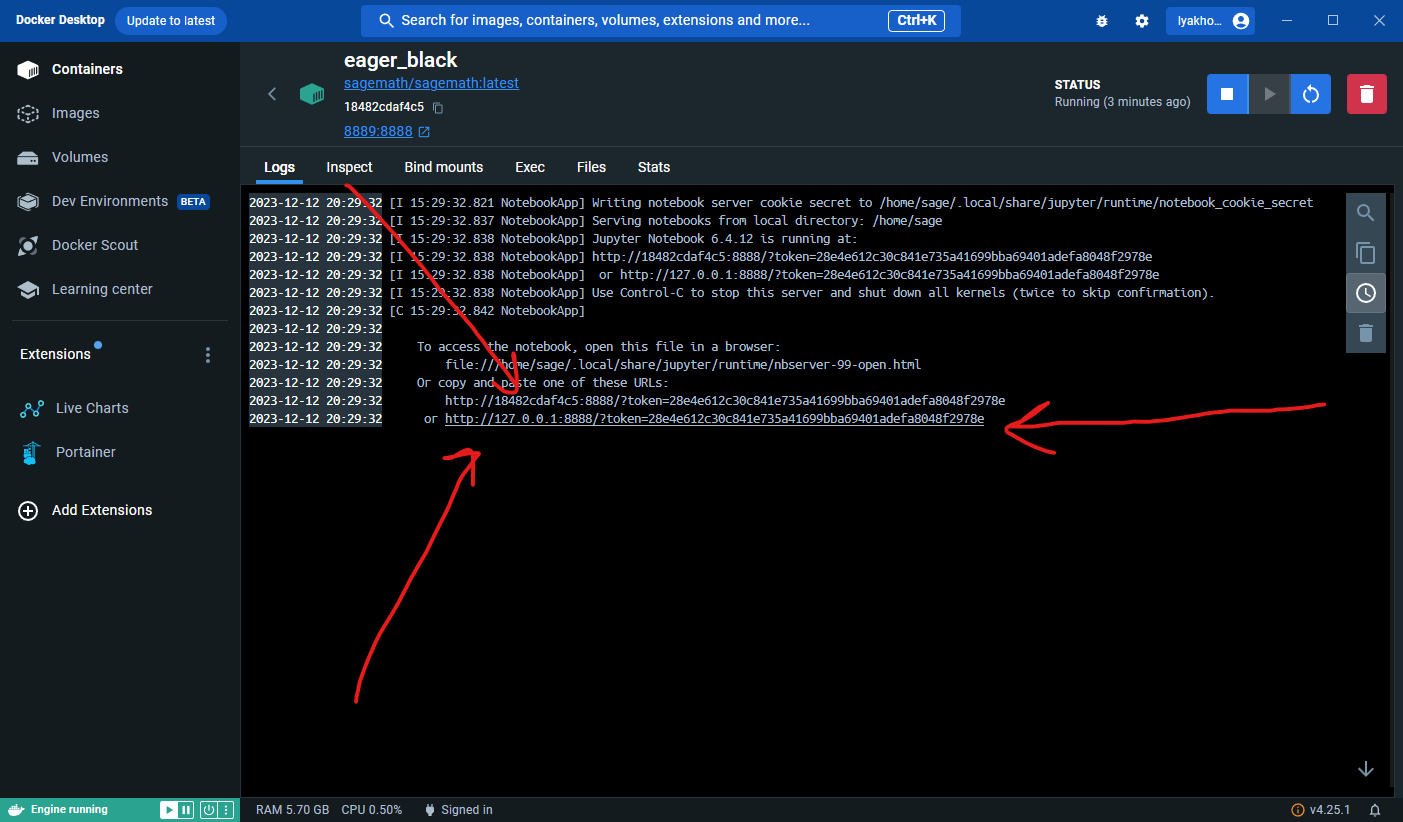 Docker Desktop
Update to latest
Search for images, containers, volumes, extensions and more...
Ctrl+K
lyakho...
Containers
Images
Volumes
Dev Environments BETA
Docker Scout
Learning center
Extensions
Live Charts
Portainer
Add Extensions
eager_black
sagemath/sagemath:latest
18482cdaf4c5
8889:8888
STATUS
Running (3 minutes ago)
Logs Inspect Bind mounts Exec Files Stats
2023-12-12 20:29:32 [I 15:29:32.821 NotebookApp] Writing notebook server cookie secret to /home/sage/.local/share/jupyter/runtime/notebook_cookie_secret
2023-12-12 20:29:32 [I 15:29:32.837 NotebookApp] Serving notebooks from local directory: /home/sage
2023-12-12 20:29:32 [I 15:29:32.838 NotebookApp] Jupyter Notebook 6.4.12 is running at:
2023-12-12 20:29:32 [I 15:29:32.838 NotebookApp] http://18482cdaf4c5:8888/?token=28e4e612c30c841e735a41699bba69401adefa8048f2978e
2023-12-12 20:29:32 [I 15:29:32.838 NotebookApp]  or http://127.0.0.1:8888/?token=28e4e612c30c841e735a41699bba69401adefa8048f2978e
2023-12-12 20:29:32 [I 15:29:32.838 NotebookApp] Use Control-C to stop this server and shut down all kernels (twice to skip confirmation).
2023-12-12 20:29:32 [C 15:29:32.842 NotebookApp]
2023-12-12 20:29:32
2023-12-12 20:29:32     To access the notebook, open this file in a browser:
2023-12-12 20:29:32         file:///home/sage/.local/share/jupyter/runtime/nbserver-99-open.html
2023-12-12 20:29:32     Or copy and paste one of these URLs:
2023-12-12 20:29:32         http://18482cdaf4c5:8888/?token=28e4e612c30c841e735a41699bba69401adefa8048f2978e
2023-12-12 20:29:32      or http://127.0.0.1:8888/?token=28e4e612c30c841e735a41699bba69401adefa8048f2978e
Engine running
RAM 5.70 GB CPU 0.50% Signed in
v4.25.1